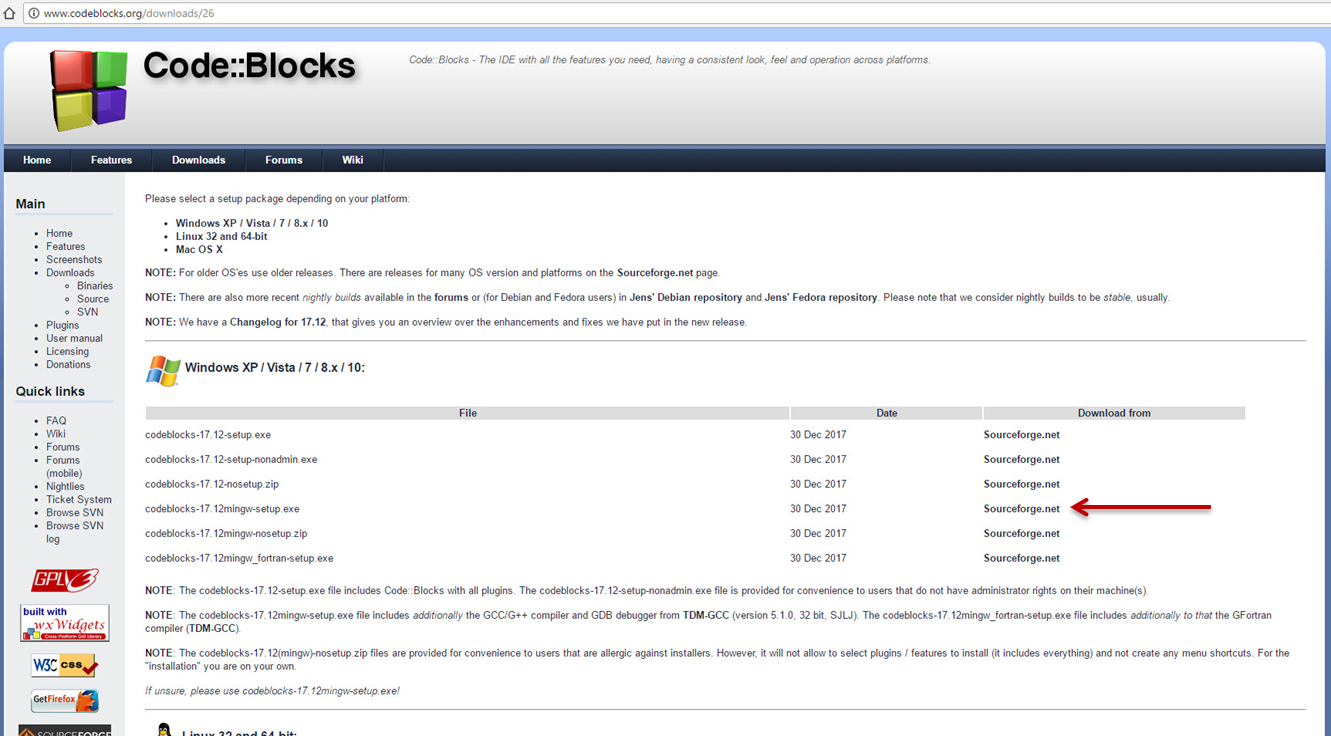 www.codeblocks.org/downloads/26
Code::Blocks
Code::Blocks - The IDE with all the features you need, having a consistent look, feel and operation across platforms.
Home Features Downloads Forums Wiki
Main
Home
Features
Screenshots
Downloads
Binaries
Source
SVN
Plugins
User manual
Licensing
Donations
Quick links
FAQ
Wiki
Forums
Forums
(mobile)
Nightlies
Ticket System
Browse SVN
Browse SVN
log
GPLv3
built with
wxWidgets
Cross-Platform GUI Library
W3C css
GetFirefox
SOURCEFORGE
Please select a setup package depending on your platform:
Windows XP / Vista / 7 / 8.x / 10
Linux 32 and 64-bit
Mac OS X
NOTE: For older OS'es use older releases. There are releases for many OS version and platforms on the Sourceforge.net page.
NOTE: There are also more recent nightly builds available in the forums or (for Debian and Fedora users) in Jens' Debian repository and Jens' Fedora repository. Please note that we consider nightly builds to be stable, usually.
NOTE: We have a Changelog for 17.12, that gives you an overview over the enhancements and fixes we have put in the new release.
Windows XP / Vista / 7 / 8.x / 10:
File Date Download from
codeblocks-17.12-setup.exe 30 Dec 2017 Sourceforge.net
codeblocks-17.12-setup-nonadmin.exe 30 Dec 2017 Sourceforge.net
codeblocks-17.12-nosetup.zip 30 Dec 2017 Sourceforge.net
codeblocks-17.12mingw-setup.exe 30 Dec 2017 Sourceforge.net
codeblocks-17.12mingw-nosetup.zip 30 Dec 2017 Sourceforge.net
codeblocks-17.12mingw_fortran-setup.exe 30 Dec 2017 Sourceforge.net
NOTE: The codeblocks-17.12-setup.exe file includes Code::Blocks with all plugins. The codeblocks-17.12-setup-nonadmin.exe file is provided for convenience to users that do not have administrator rights on their machine(s).
NOTE: The codeblocks-17.12mingw-setup.exe file includes additionally the GCC/G++ compiler and GDB debugger from TDM-GCC (version 5.1.0, 32 bit, SJLJ). The codeblocks-17.12mingw_fortran-setup.exe file includes additionally to that the GFortran
compiler (TDM-GCC).
NOTE: The codeblocks-17.12(mingw)-nosetup.zip files are provided for convenience to users that are allergic against installers. However, it will not allow to select plugins / features to install (it includes everything) and not create any menu shortcuts. For the
"installation" you are on your own.
If unsure, please use codeblocks-17.12mingw-setup.exe!
Linux 32 and 64-bit: